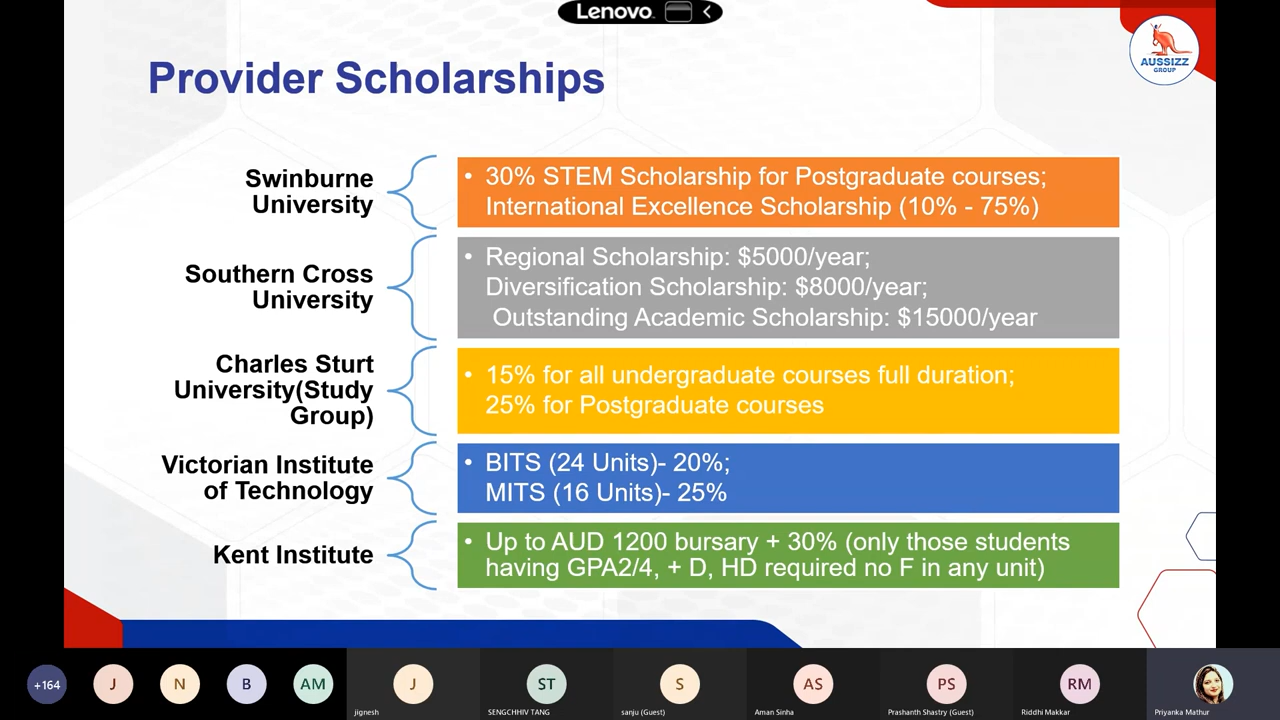 Lenovo
AUSSIZZ
GROUP
Provider Scholarships
Swinburne
University
• 30% STEM Scholarship for Postgraduate courses;
International Excellence Scholarship (10% - 75%)
Southern Cross
University
• Regional Scholarship: $5000/year;
Diversification Scholarship: $8000/year;
Outstanding Academic Scholarship: $15000/year
Charles Sturt
University(Study
Group)
• 15% for all undergraduate courses full duration;
25% for Postgraduate courses
Victorian Institute
of Technology
• BITS (24 Units)- 20%;
MITS (16 Units)- 25%
Kent Institute
• Up to AUD 1200 bursary + 30% (only those students
having GPA2/4, + D, HD required no F in any unit)
+164
J
N
B
AM
J
jignesh
ST
SENGCHHIV TANG
S
sanju (Guest)
AS
Aman Sinha
PS
Prashanth Shastry (Guest)
RM
Riddhi Makkar
Priyanka Mathur